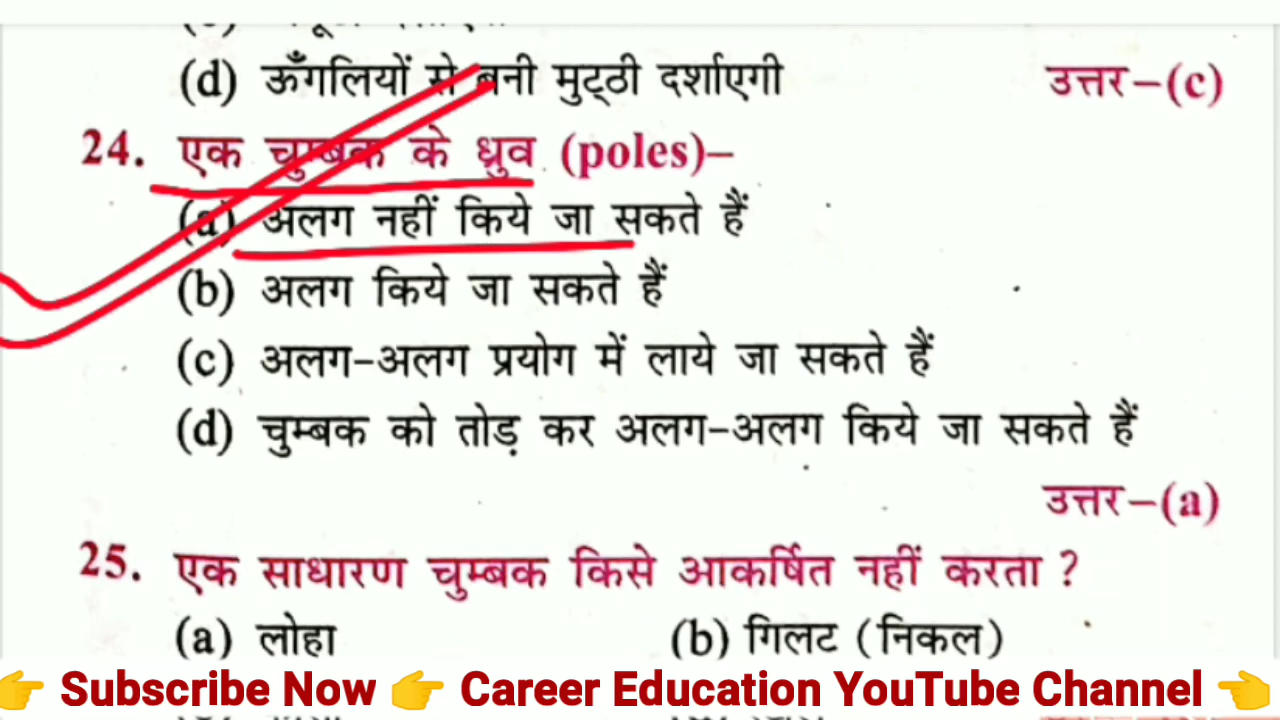 (d) ऊँगलियों से बनी मुट्ठी दर्शाएगी उत्तर–(c)
24. एक चुम्बक के ध्रुव (poles)–
(a) अलग नहीं किये जा सकते हैं
(b) अलग किये जा सकते हैं
(c) अलग-अलग प्रयोग में लाये जा सकते हैं
(d) चुम्बक को तोड़ कर अलग-अलग किये जा सकते हैं
उत्तर–(a)
25. एक साधारण चुम्बक किसे आकर्षित नहीं करता ?
(a) लोहा (b) गिलट (निकल)
👉 Subscribe Now 👉 Career Education YouTube Channel 👈